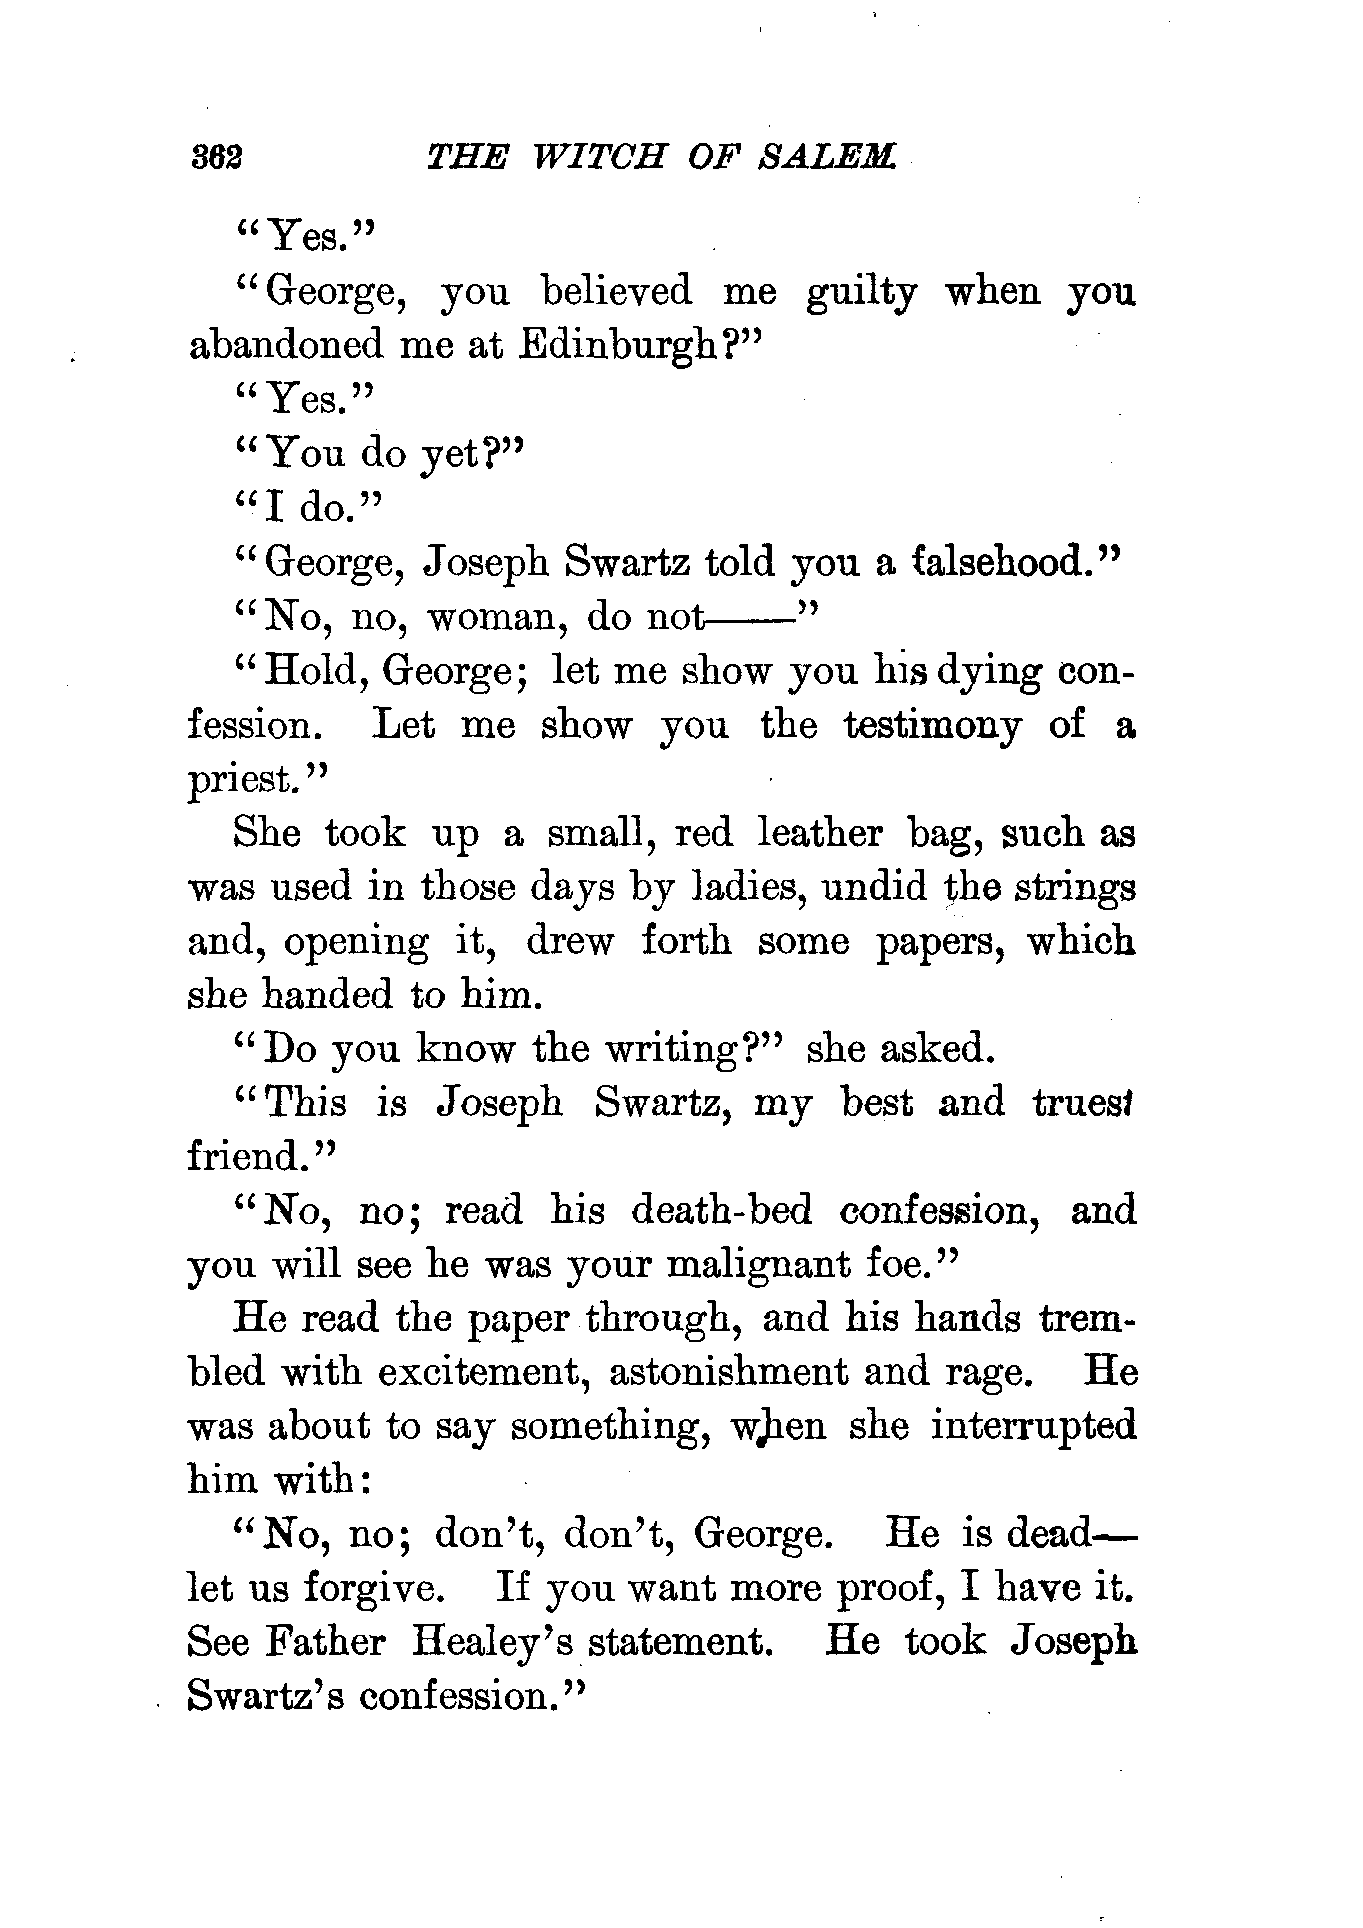 362 THE WITCH OF SALEM.
"Yes."
"George, you believed me guilty when you
abandoned me at Edinburgh?"
"Yes."
"You do yet?"
"I do."
"George, Joseph Swartz told you a falsehood."
"No, no, woman, do not——"
"Hold, George; let me show you his dying con-
fession. Let me show you the testimony of a
priest."
She took up a small, red leather bag, such as
was used in those days by ladies, undid the strings
and, opening it, drew forth some papers, which
she handed to him.
"Do you know the writing?" she asked.
"This is Joseph Swartz, my best and truest
friend."
"No, no; read his death-bed confession, and
you will see he was your malignant foe."
He read the paper through, and his hands trem-
bled with excitement, astonishment and rage. He
was about to say something, when she interrupted
him with:
"No, no; don't, don't, George. He is dead—
let us forgive. If you want more proof, I have it.
See Father Healey's statement. He took Joseph
Swartz's confession."